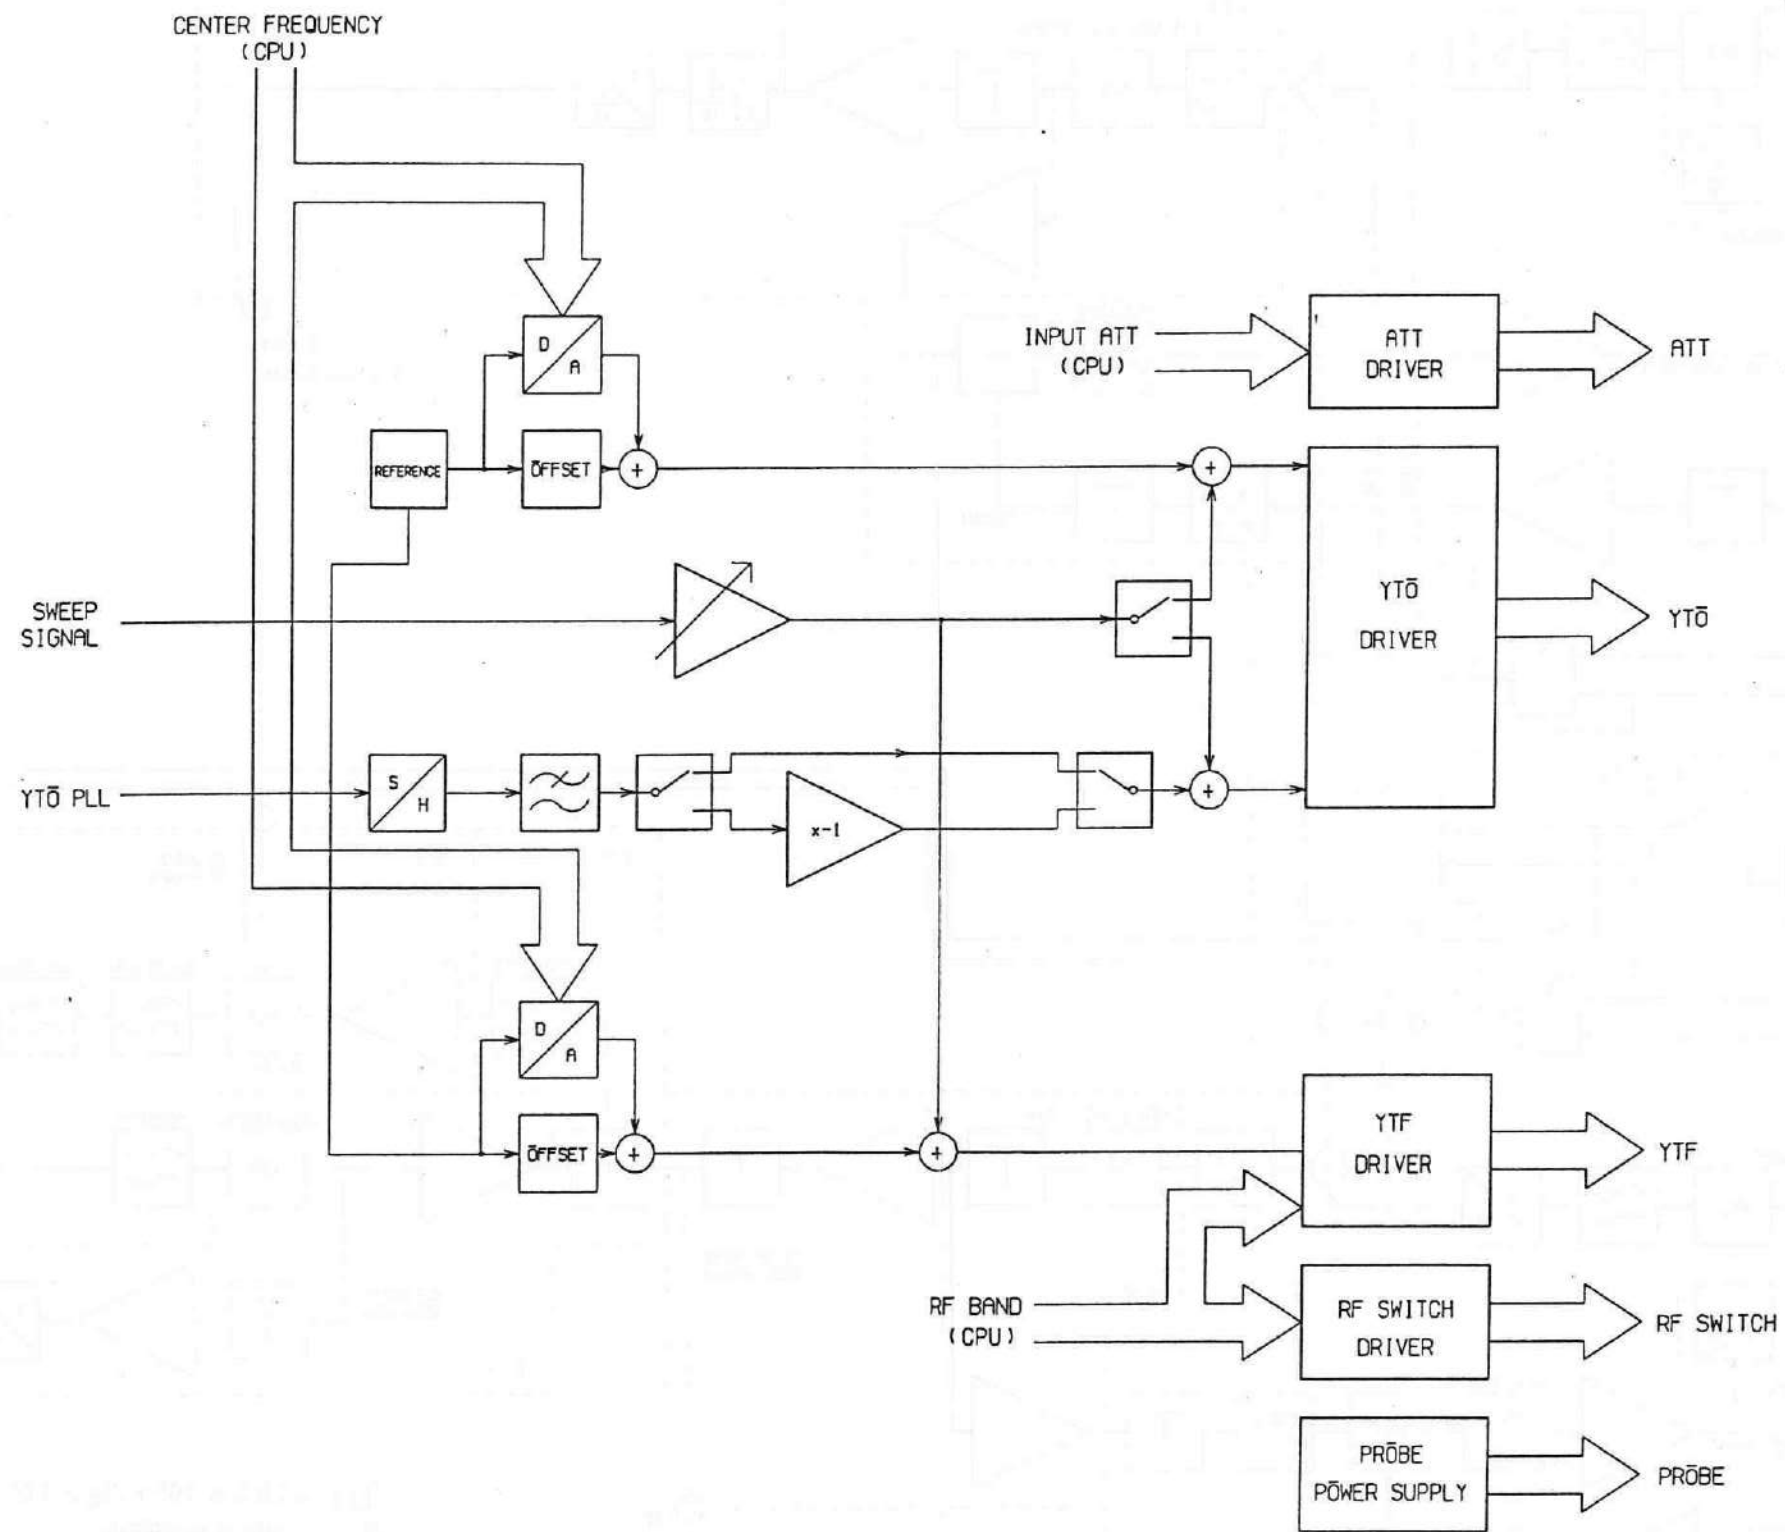 CENTER FREQUENCY
(CPU)
D
A
INPUT ATT
(CPU)
ATT
DRIVER
ATT
REFERENCE
ŌFFSET
+
+
SWEEP
SIGNAL
YTŌ
DRIVER
YTŌ
YTŌ PLL
S
H
x-1
+
D
A
ŌFFSET
+
+
YTF
DRIVER
YTF
RF BAND
(CPU)
RF SWITCH
DRIVER
RF SWITCH
PRŌBE
PŌWER SUPPLY
PRŌBE